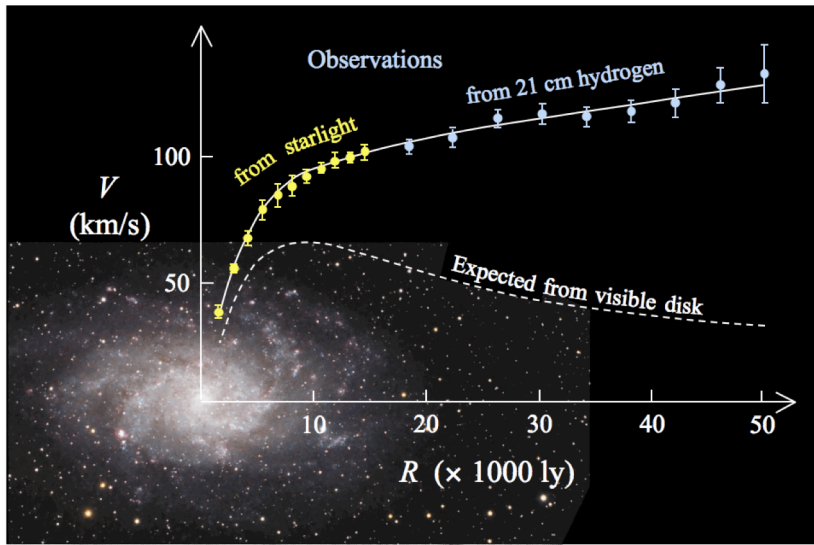 Observations
from 21 cm hydrogen
from starlight
100
V
(km/s)
50
Expected from visible disk
10
20
30
40
50
R (× 1000 ly)